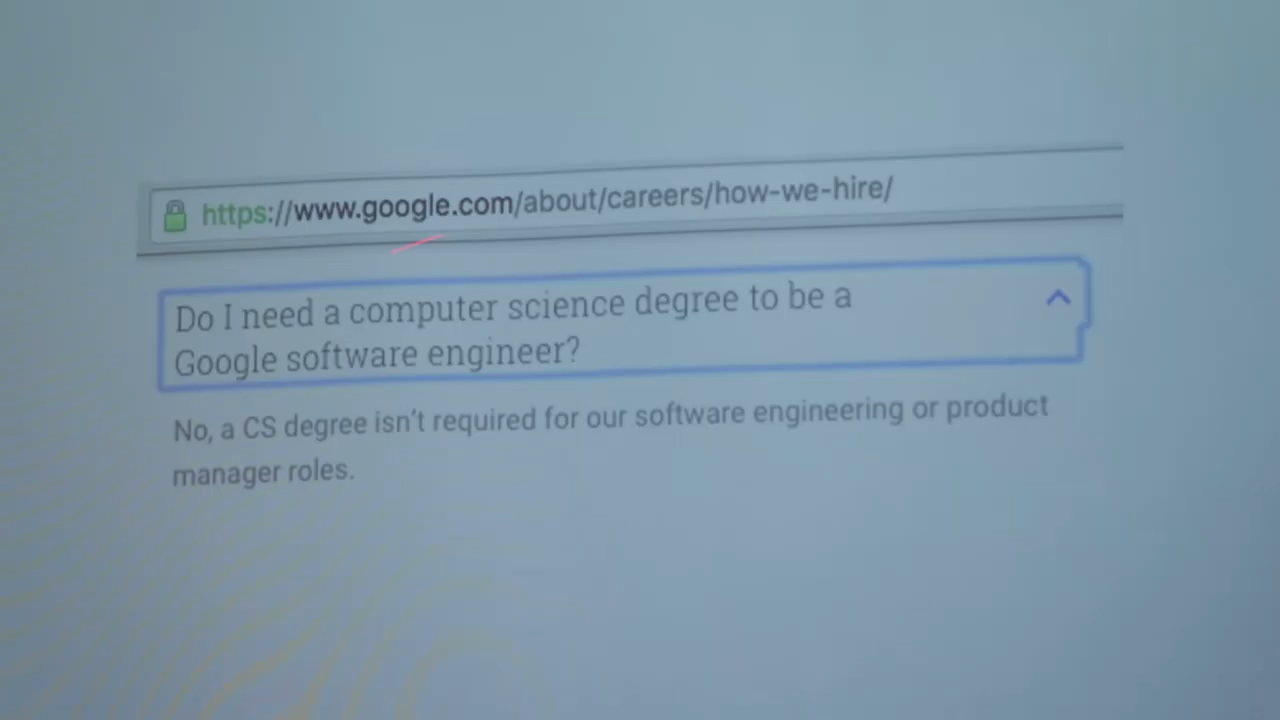 https://www.google.com/about/careers/how-we-hire/
Do I need a computer science degree to be a
Google software engineer?
No, a CS degree isn't required for our software engineering or product
manager roles.